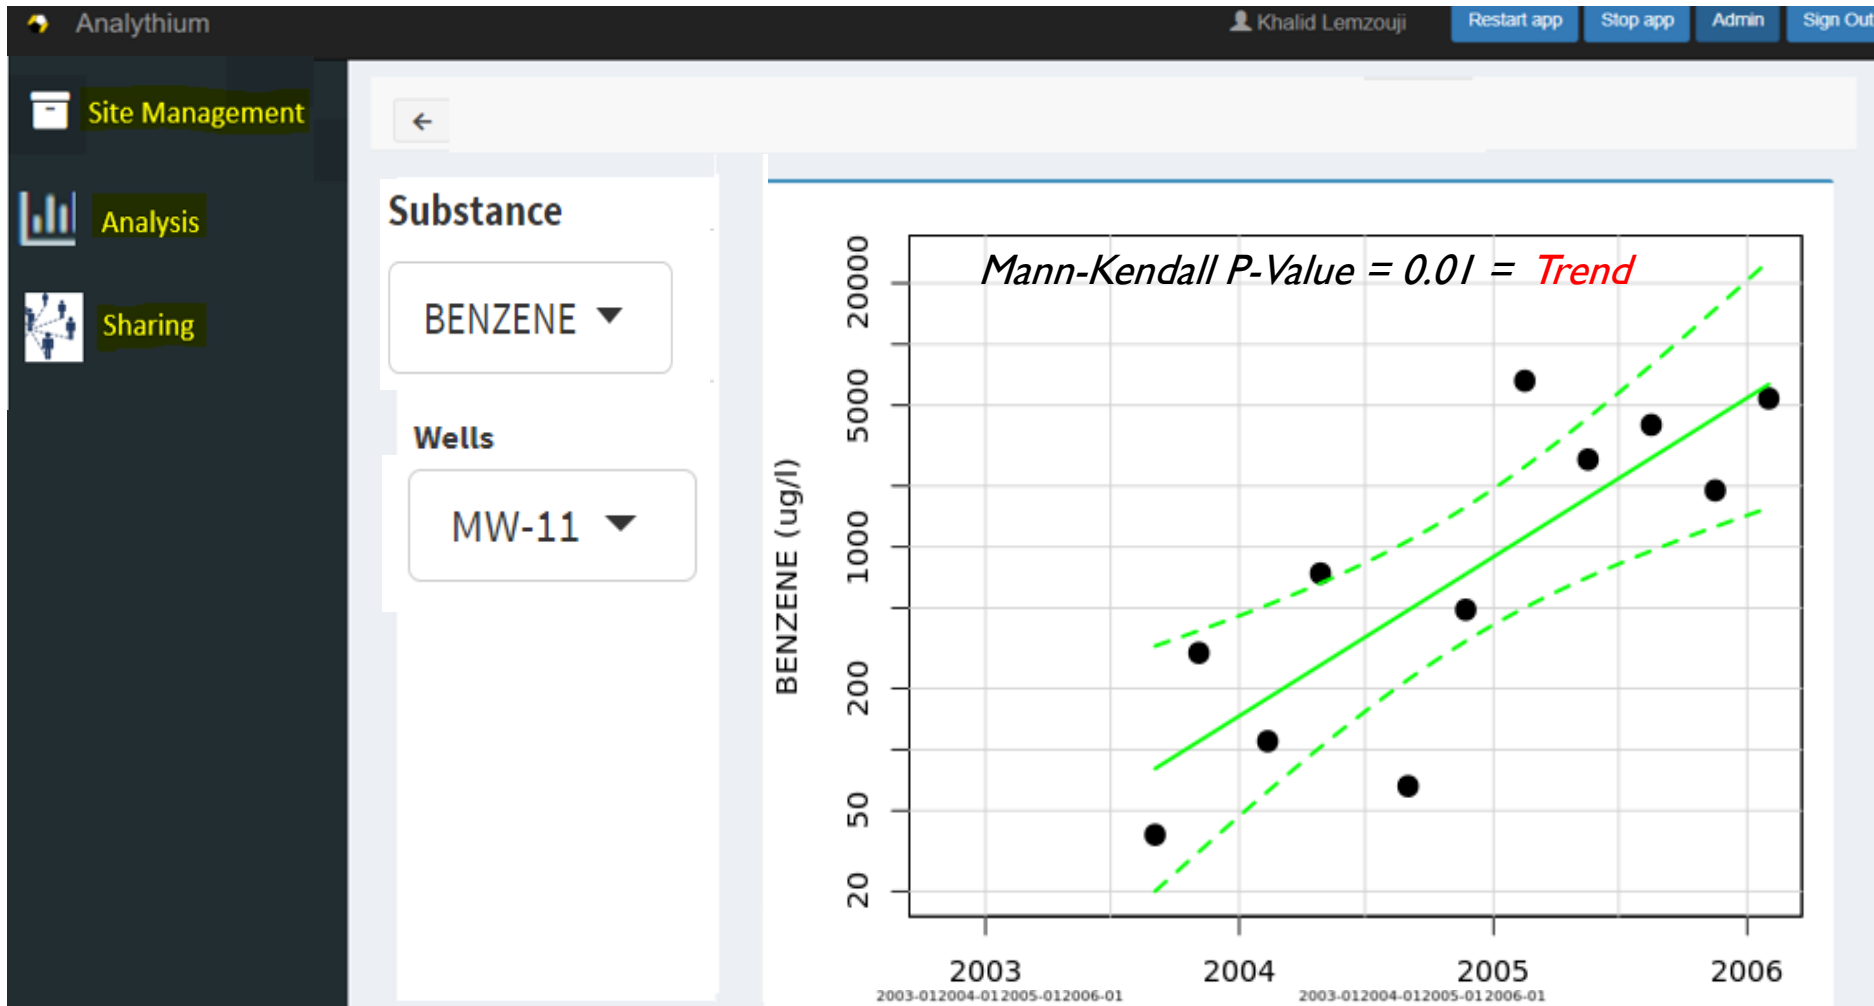 Analythium
Khalid Lemzouji
Restart app
Stop app
Admin
Sign Out
Site Management
Analysis
Sharing
Substance
BENZENE
Wells
MW-11
Mann-Kendall P-Value = 0.01 = Trend
BENZENE (ug/l)
20000
5000
1000
200
50
20
2003 2004 2005 2006
2003-012004-012005-012006-01 2003-012004-012005-012006-01